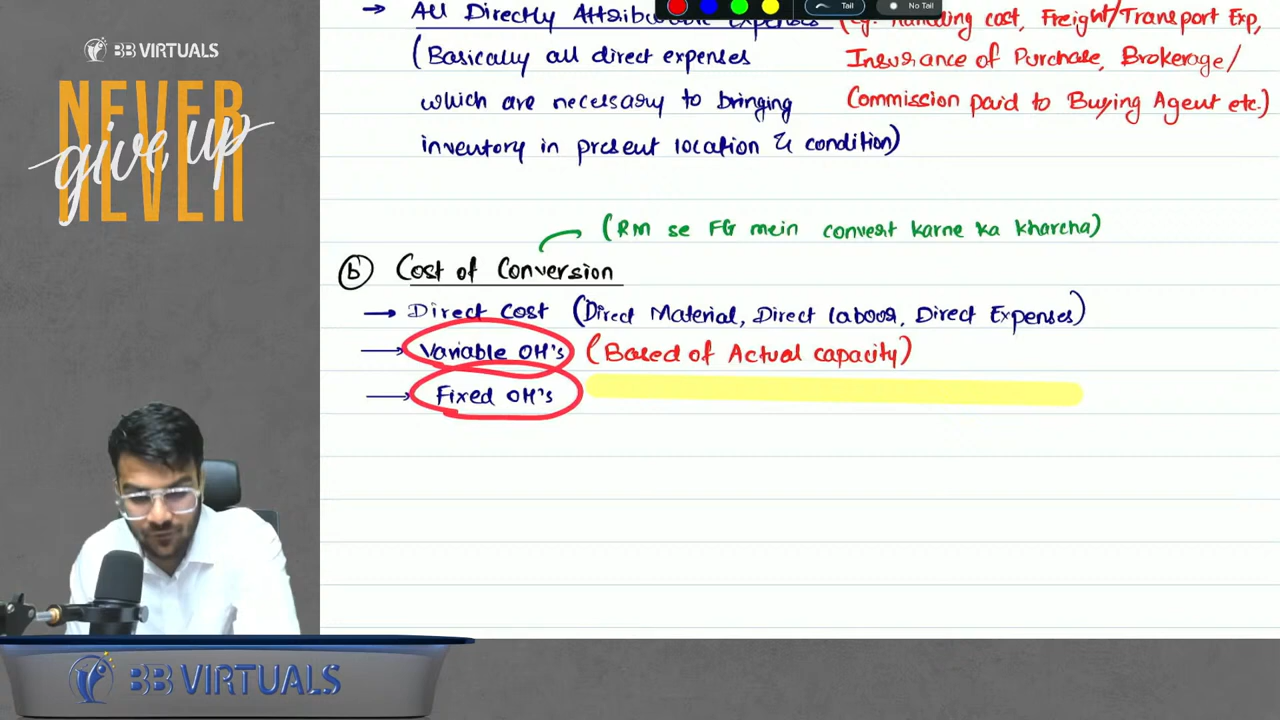 BB VIRTUALS
NEVER
give up
NEVER
Tail
No Tail
→ All Directly Expenses (eg. Handling cost, Freight/Transport Exp,
(Basically all direct expenses Insurance of Purchase, Brokerage/
which are necessary to bringing Commission paid to Buying Agent etc.)
inventory in present location & condition)
(RM se FG mein convert karne ka kharcha)
(b) Cost of Conversion
→ Direct Cost (Direct Material, Direct labour, Direct Expenses)
→ Variable OH's (Based of Actual capacity)
→ Fixed OH's
BB VIRTUALS